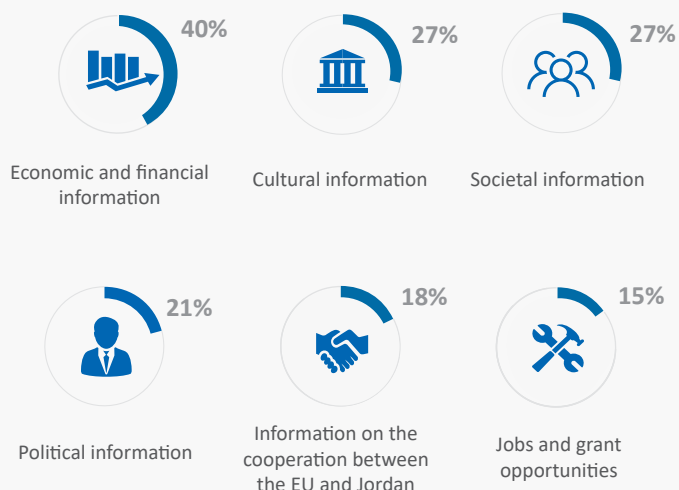 40%
27%
27%
Economic and financial
information
Cultural information
Societal information
21%
18%
15%
Political information
Information on the
cooperation between
the EU and Jordan
Jobs and grant
opportunities